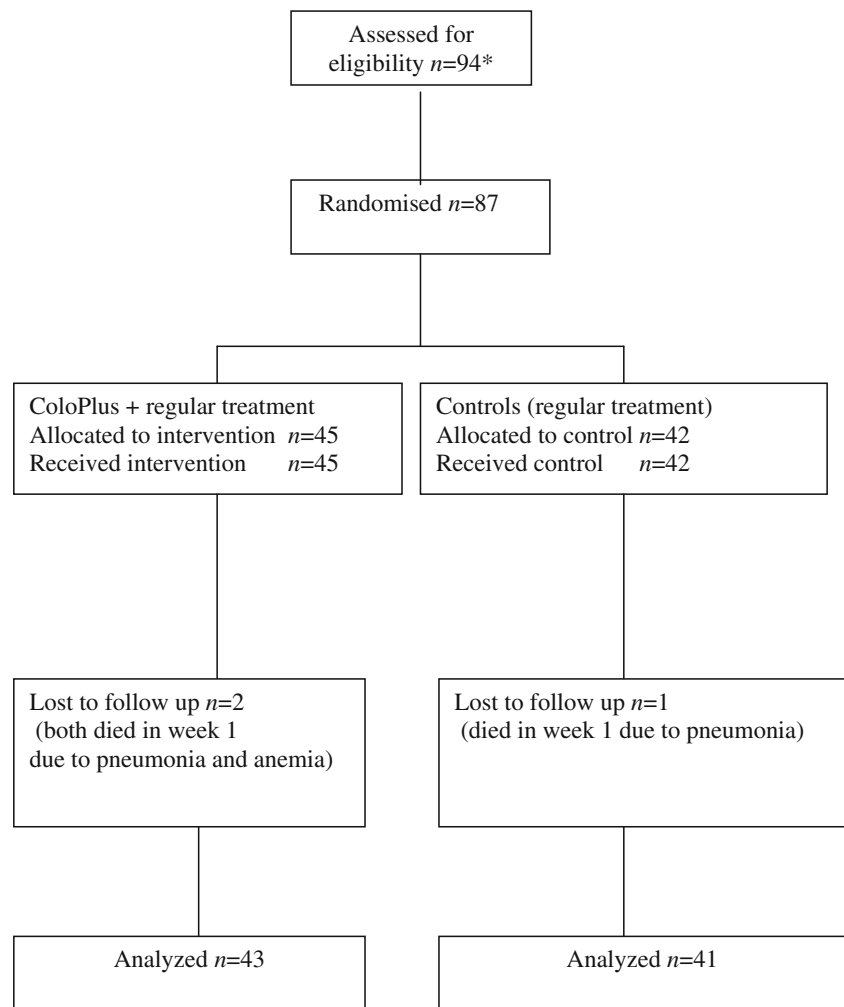 Assessed for
eligibility n=94*
Randomised n=87
ColoPlus + regular treatment
Allocated to intervention n=45
Received intervention n=45
Controls (regular treatment)
Allocated to control n=42
Received control n=42
Lost to follow up n=2
(both died in week 1
due to pneumonia and anemia)
Lost to follow up n=1
(died in week 1 due to pneumonia)
Analyzed n=43
Analyzed n=41